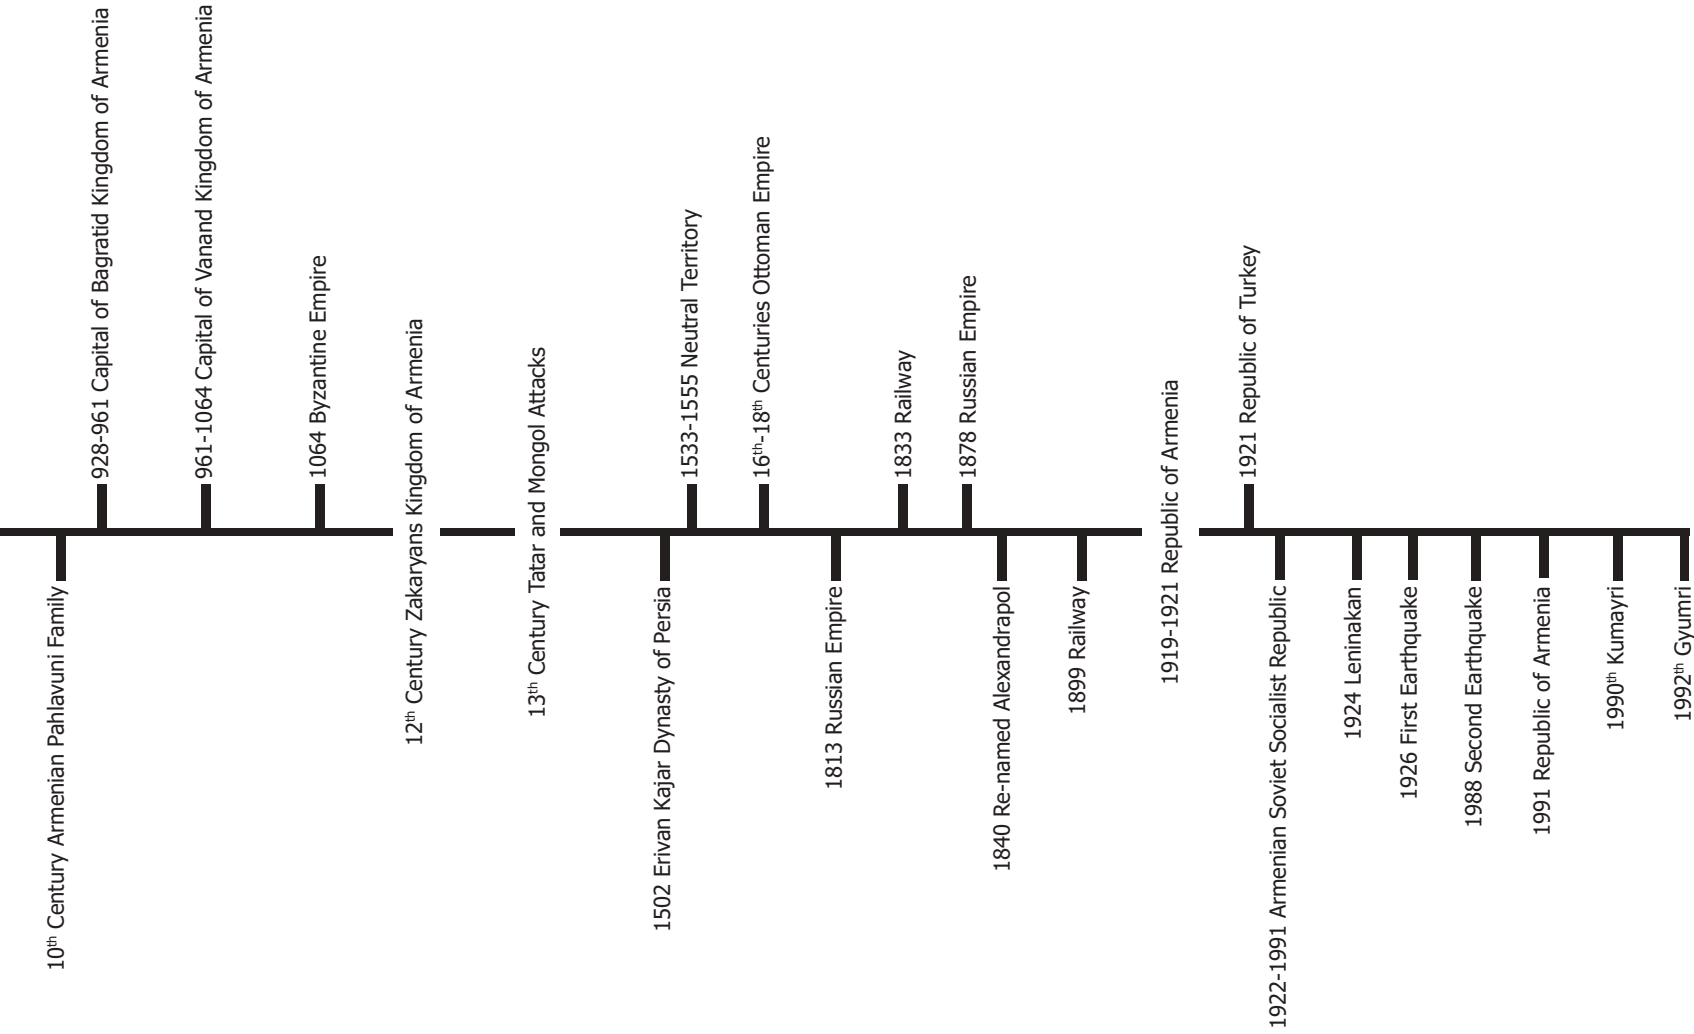 10th Century Armenian Pahlavuni Family
928-961 Capital of Bagratid Kingdom of Armenia
961-1064 Capital of Vanand Kingdom of Armenia
1064 Byzantine Empire
12th Century Zakaryans Kingdom of Armenia
13th Century Tatar and Mongol Attacks
1502 Erivan Kajar Dynasty of Persia
1533-1555 Neutral Territory
16th-18th Centuries Ottoman Empire
1813 Russian Empire
1833 Railway
1878 Russian Empire
1840 Re-named Alexandrapol
1899 Railway
1919-1921 Republic of Armenia
1921 Republic of Turkey
1922-1991 Armenian Soviet Socialist Republic
1924 Leninakan
1926 First Earthquake
1988 Second Earthquake
1991 Republic of Armenia
1990th Kumayri
1992th Gyumri